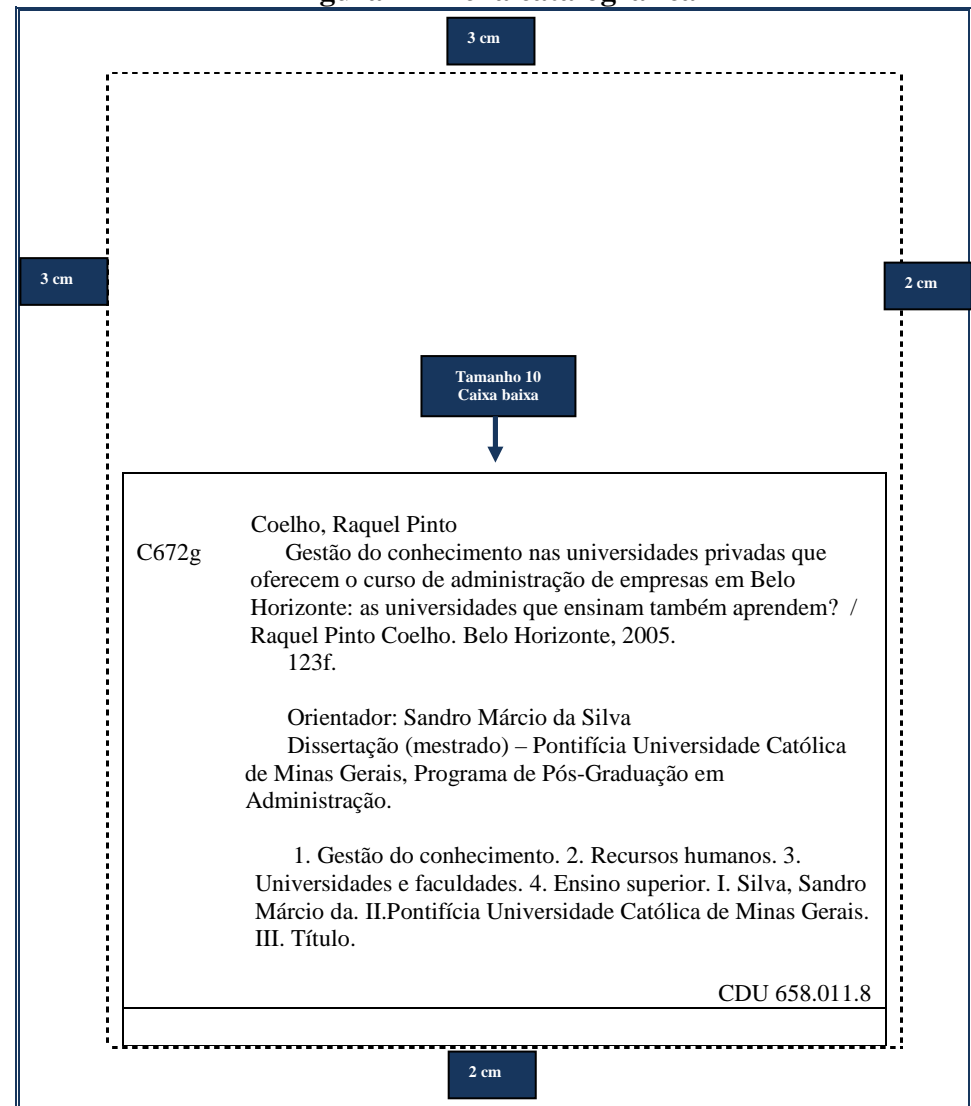 3 cm
3 cm
2 cm
Tamanho 10
Caixa baixa
Coelho, Raquel Pinto
C672g Gestão do conhecimento nas universidades privadas que
oferecem o curso de administração de empresas em Belo
Horizonte: as universidades que ensinam também aprendem? /
Raquel Pinto Coelho. Belo Horizonte, 2005.
123f.
Orientador: Sandro Márcio da Silva
Dissertação (mestrado) – Pontifícia Universidade Católica
de Minas Gerais, Programa de Pós-Graduação em
Administração.
1. Gestão do conhecimento. 2. Recursos humanos. 3.
Universidades e faculdades. 4. Ensino superior. I. Silva, Sandro
Márcio da. II.Pontifícia Universidade Católica de Minas Gerais.
III. Título.
CDU 658.011.8
2 cm